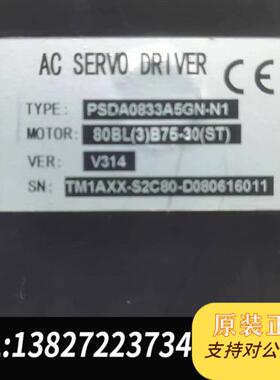 AC SERVO DRIVER CE
TYPE: PSDA0833A5GN-N1
MOTOR: 80BL(3)B75-30(ST)
VER: V314
SN: TM1AXX-S2C80-D080616011
:13827223734
原装正品
支持对公